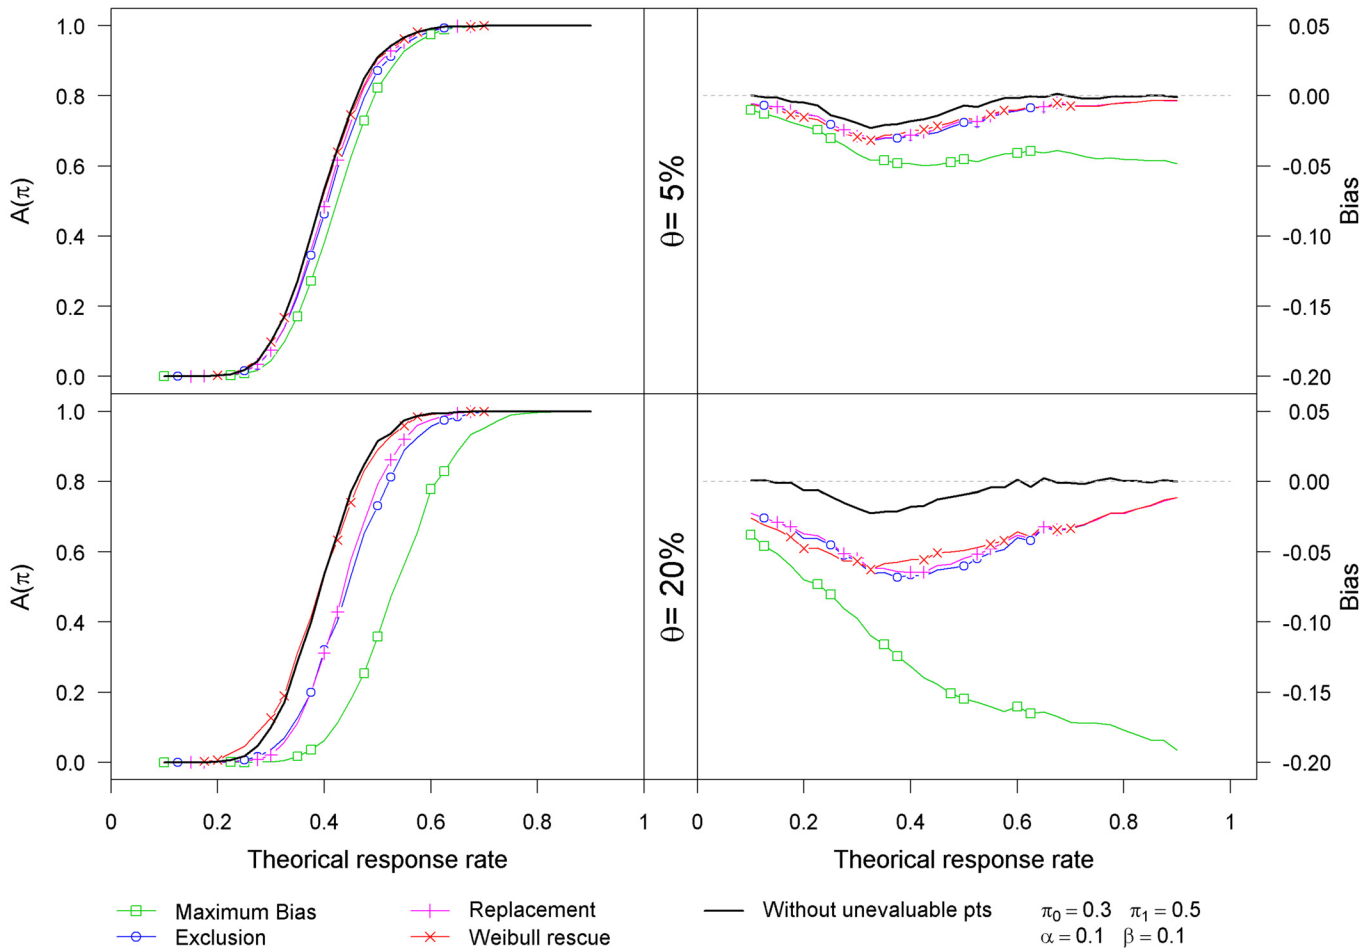 1.0
0.8
0.6
0.4
0.2
0.0
A(π)
θ= 5%
0.05
0.00
-0.05
-0.10
-0.15
-0.20
Bias
1.0
0.8
0.6
0.4
0.2
0.0
A(π)
θ= 20%
0.05
0.00
-0.05
-0.10
-0.15
-0.20
Bias
0 0.2 0.4 0.6 0.8 1
0 0.2 0.4 0.6 0.8 1
Theorical response rate
Theorical response rate
Maximum Bias Replacement Without unevaluable pts π₀ = 0.3 π₁ = 0.5
Exclusion Weibull rescue α = 0.1 β = 0.1